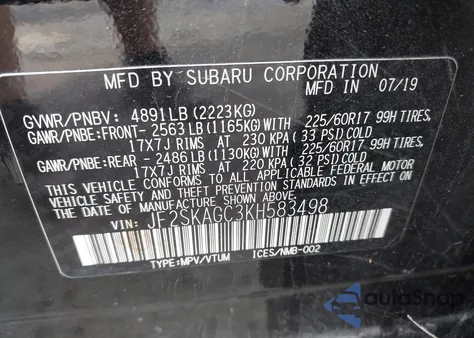 MFD BY SUBARU CORPORATION MFD IN 07/19
GVWR/PNBV: 4891LB(2223KG)
GAWR/PNBE:FRONT- 2563LB(1165KG)WITH 225/60R17 99H TIRES,
17X7J RIMS AT 230 KPA (33 PSI)COLD
GAWR/PNBE:REAR - 2486LB(1130KG)WITH 225/60R17 99H TIRES,
17X7J RIMS AT 220 KPA (32 PSI)COLD
THIS VEHICLE CONFORMS TO ALL APPLICABLE FEDERAL MOTOR
VEHICLE SAFETY AND THEFT PREVENTION STANDARDS IN EFFECT ON
THE DATE OF MANUFACTURE SHOWN ABOVE.
VIN: JF2SKAGC3KH583498
TYPE:MPV/VTUM ICES/NMB-002
autoSnap